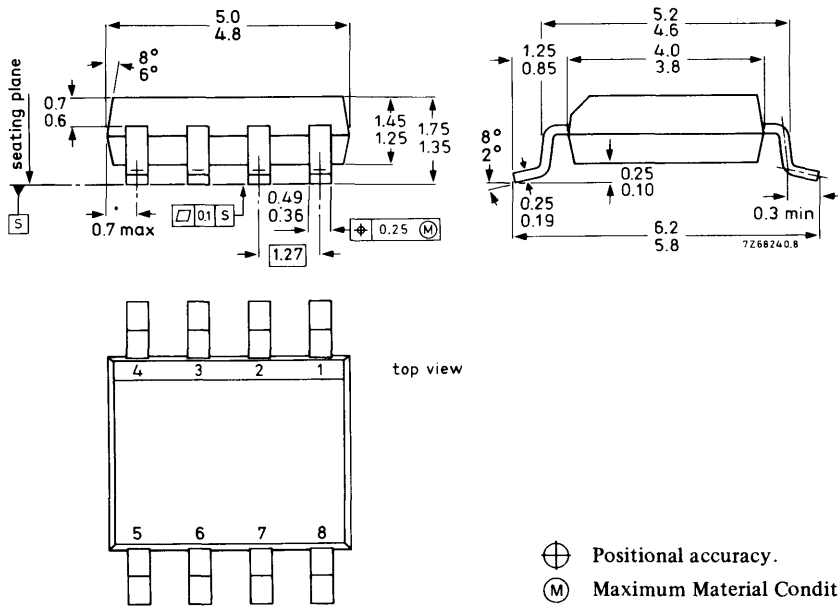 5.0
4.8
8°
6°
seating plane
0.7
0.6
1.45
1.25
1.75
1.35
S
0.7 max
0.1 S
0.49
0.36
0.25 M
1.27
5.2
4.6
1.25
0.85
4.0
3.8
8°
2°
0.25
0.19
0.25
0.10
0.3 min
6.2
5.8
7Z68240.8
4 3 2 1
top view
5 6 7 8
Positional accuracy.
M Maximum Material Condit